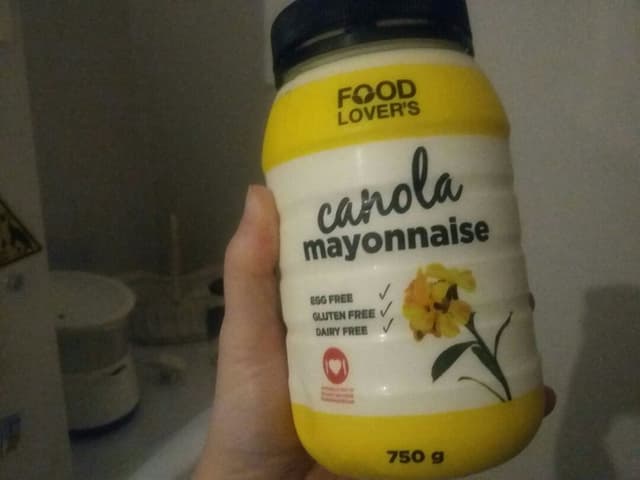 FOOD
LOVER'S
canola
mayonnaise
EGG FREE
GLUTEN FREE
DAIRY FREE
750 g